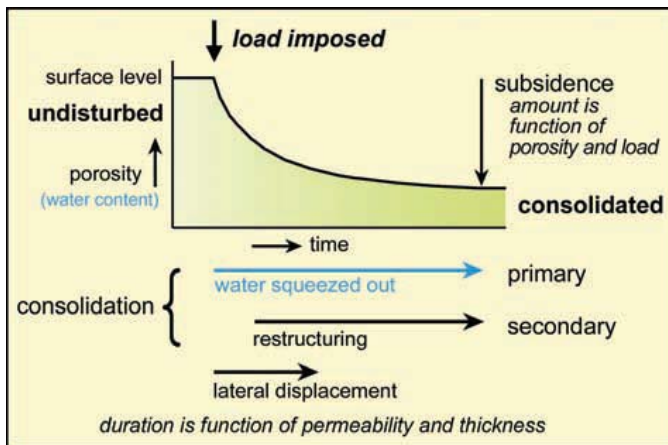 load imposed
surface level
undisturbed
subsidence
amount is
function of
porosity and load
porosity
(water content)
consolidated
time
water squeezed out
primary
consolidation
restructuring
secondary
lateral displacement
duration is function of permeability and thickness